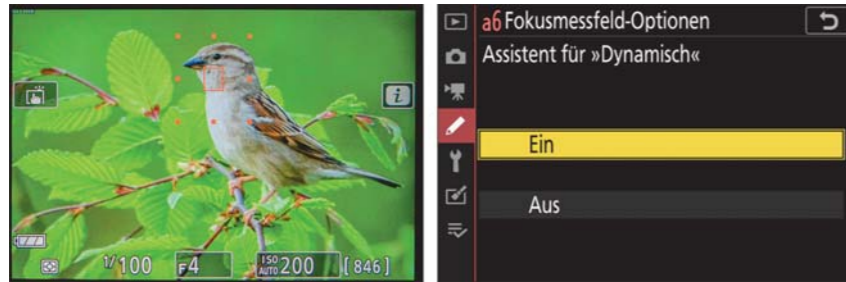 i
1/100 F4 ISO AUTO 200 [846]
a6 Fokusmessfeld-Optionen
Assistent für »Dynamisch«
Ein
Aus